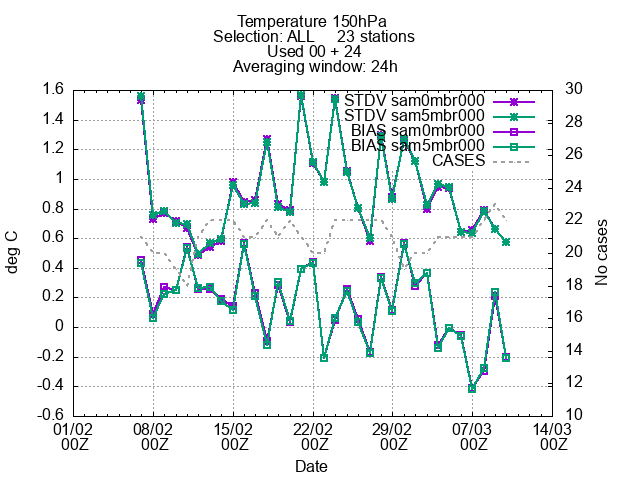 Temperature 150hPa
Selection: ALL 23 stations
Used 00 + 24
Averaging window: 24h
STDV sam0mbr000
STDV sam5mbr000
BIAS sam0mbr000
BIAS sam5mbr000
CASES
deg C
1.6
1.4
1.2
1
0.8
0.6
0.4
0.2
0
-0.2
-0.4
-0.6
30
28
26
24
22
20
18
16
14
12
10
No cases
01/02 08/02 15/02 22/02 29/02 07/03 14/03
00Z 00Z 00Z 00Z 00Z 00Z 00Z
Date